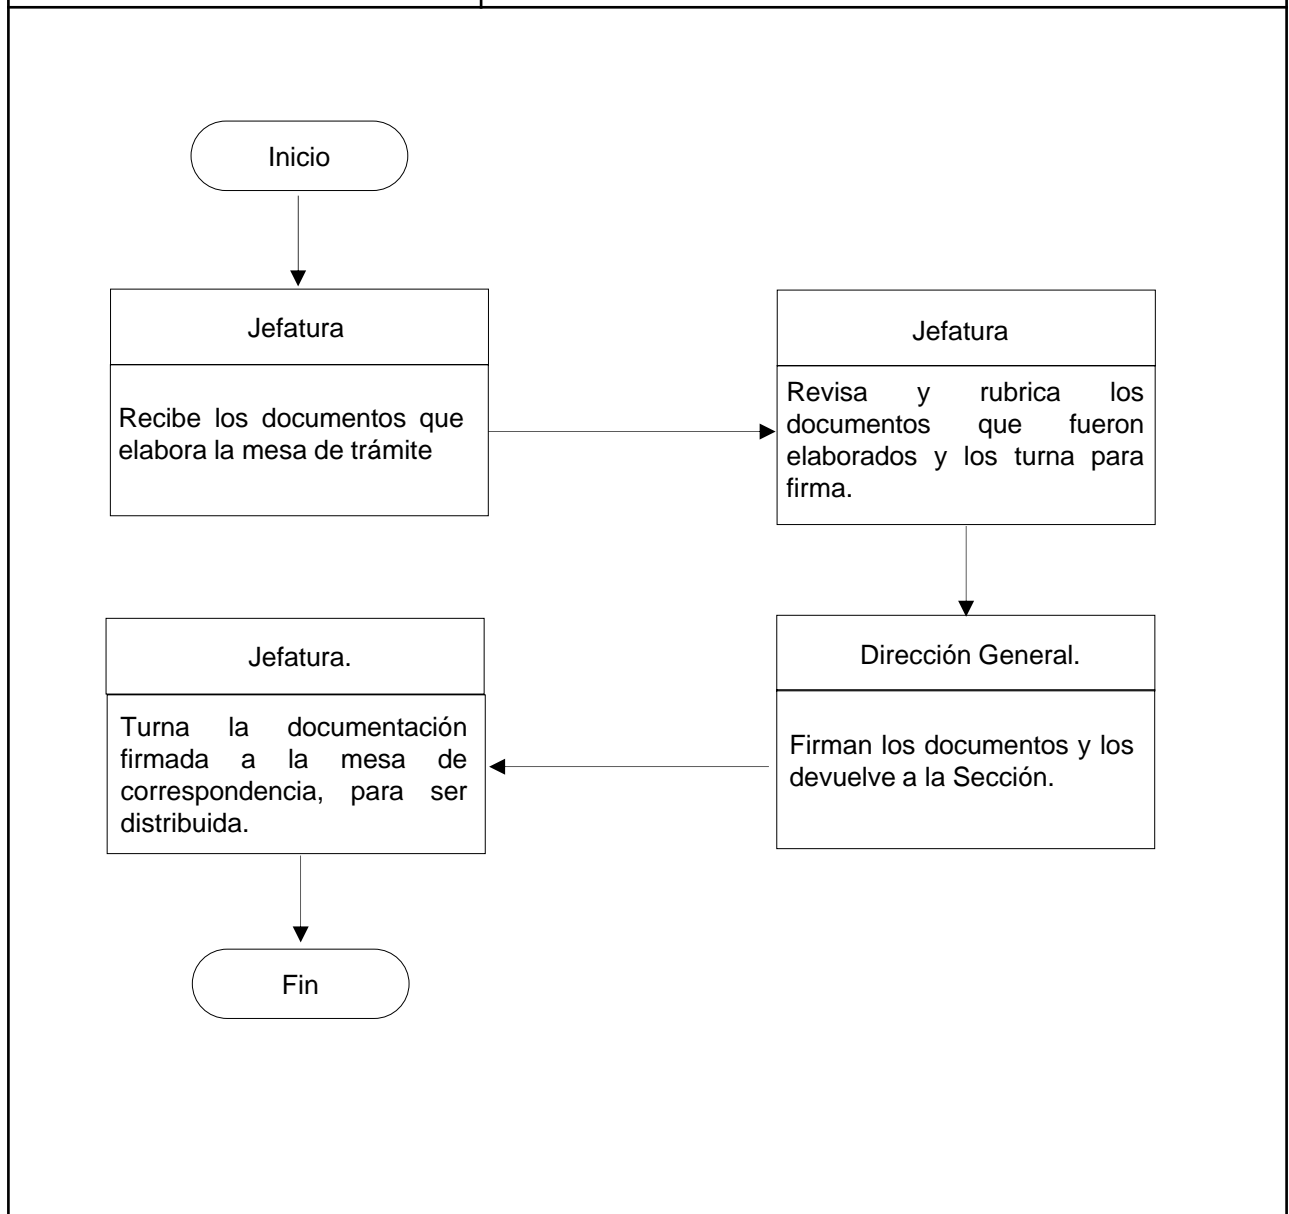 Inicio
Jefatura
Recibe los documentos que
elabora la mesa de trámite
Jefatura
Revisa y rubrica los
documentos que fueron
elaborados y los turna para
firma.
Dirección General.
Firman los documentos y los
devuelve a la Sección.
Jefatura.
Turna la documentación
firmada a la mesa de
correspondencia, para ser
distribuida.
Fin